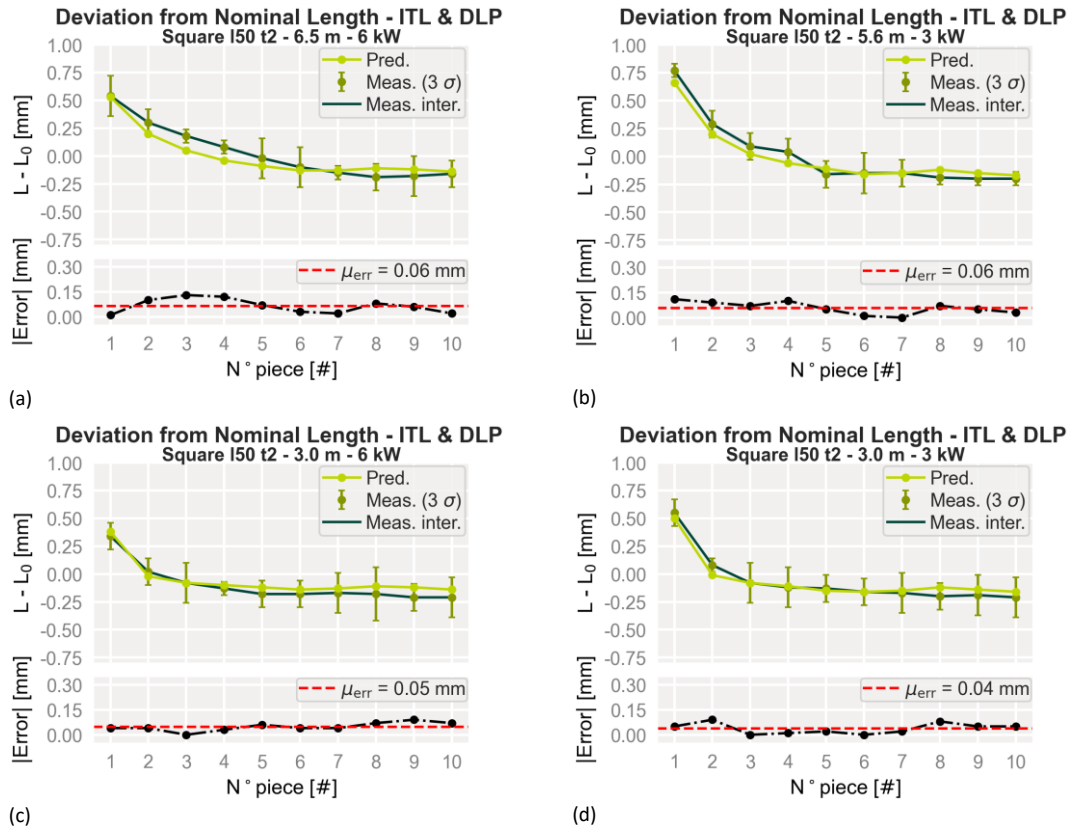 Deviation from Nominal Length - ITL & DLP
Square l50 t2 - 6.5 m - 6 kW
1.00
0.75
0.50
0.25
0.00
-0.25
-0.50
-0.75
L - L₀ [mm]
Pred.
Meas. (3 σ)
Meas. inter.
0.30
0.15
0.00
|Error| [mm]
μerr = 0.06 mm
1 2 3 4 5 6 7 8 9 10
N° piece [#]
(a)
Deviation from Nominal Length - ITL & DLP
Square l50 t2 - 5.6 m - 3 kW
1.00
0.75
0.50
0.25
0.00
-0.25
-0.50
-0.75
L - L₀ [mm]
Pred.
Meas. (3 σ)
Meas. inter.
0.30
0.15
0.00
|Error| [mm]
μerr = 0.06 mm
1 2 3 4 5 6 7 8 9 10
N° piece [#]
(b)
Deviation from Nominal Length - ITL & DLP
Square l50 t2 - 3.0 m - 6 kW
1.00
0.75
0.50
0.25
0.00
-0.25
-0.50
-0.75
L - L₀ [mm]
Pred.
Meas. (3 σ)
Meas. inter.
0.30
0.15
0.00
|Error| [mm]
μerr = 0.05 mm
1 2 3 4 5 6 7 8 9 10
N° piece [#]
(c)
Deviation from Nominal Length - ITL & DLP
Square l50 t2 - 3.0 m - 3 kW
1.00
0.75
0.50
0.25
0.00
-0.25
-0.50
-0.75
L - L₀ [mm]
Pred.
Meas. (3 σ)
Meas. inter.
0.30
0.15
0.00
|Error| [mm]
μerr = 0.04 mm
1 2 3 4 5 6 7 8 9 10
N° piece [#]
(d)